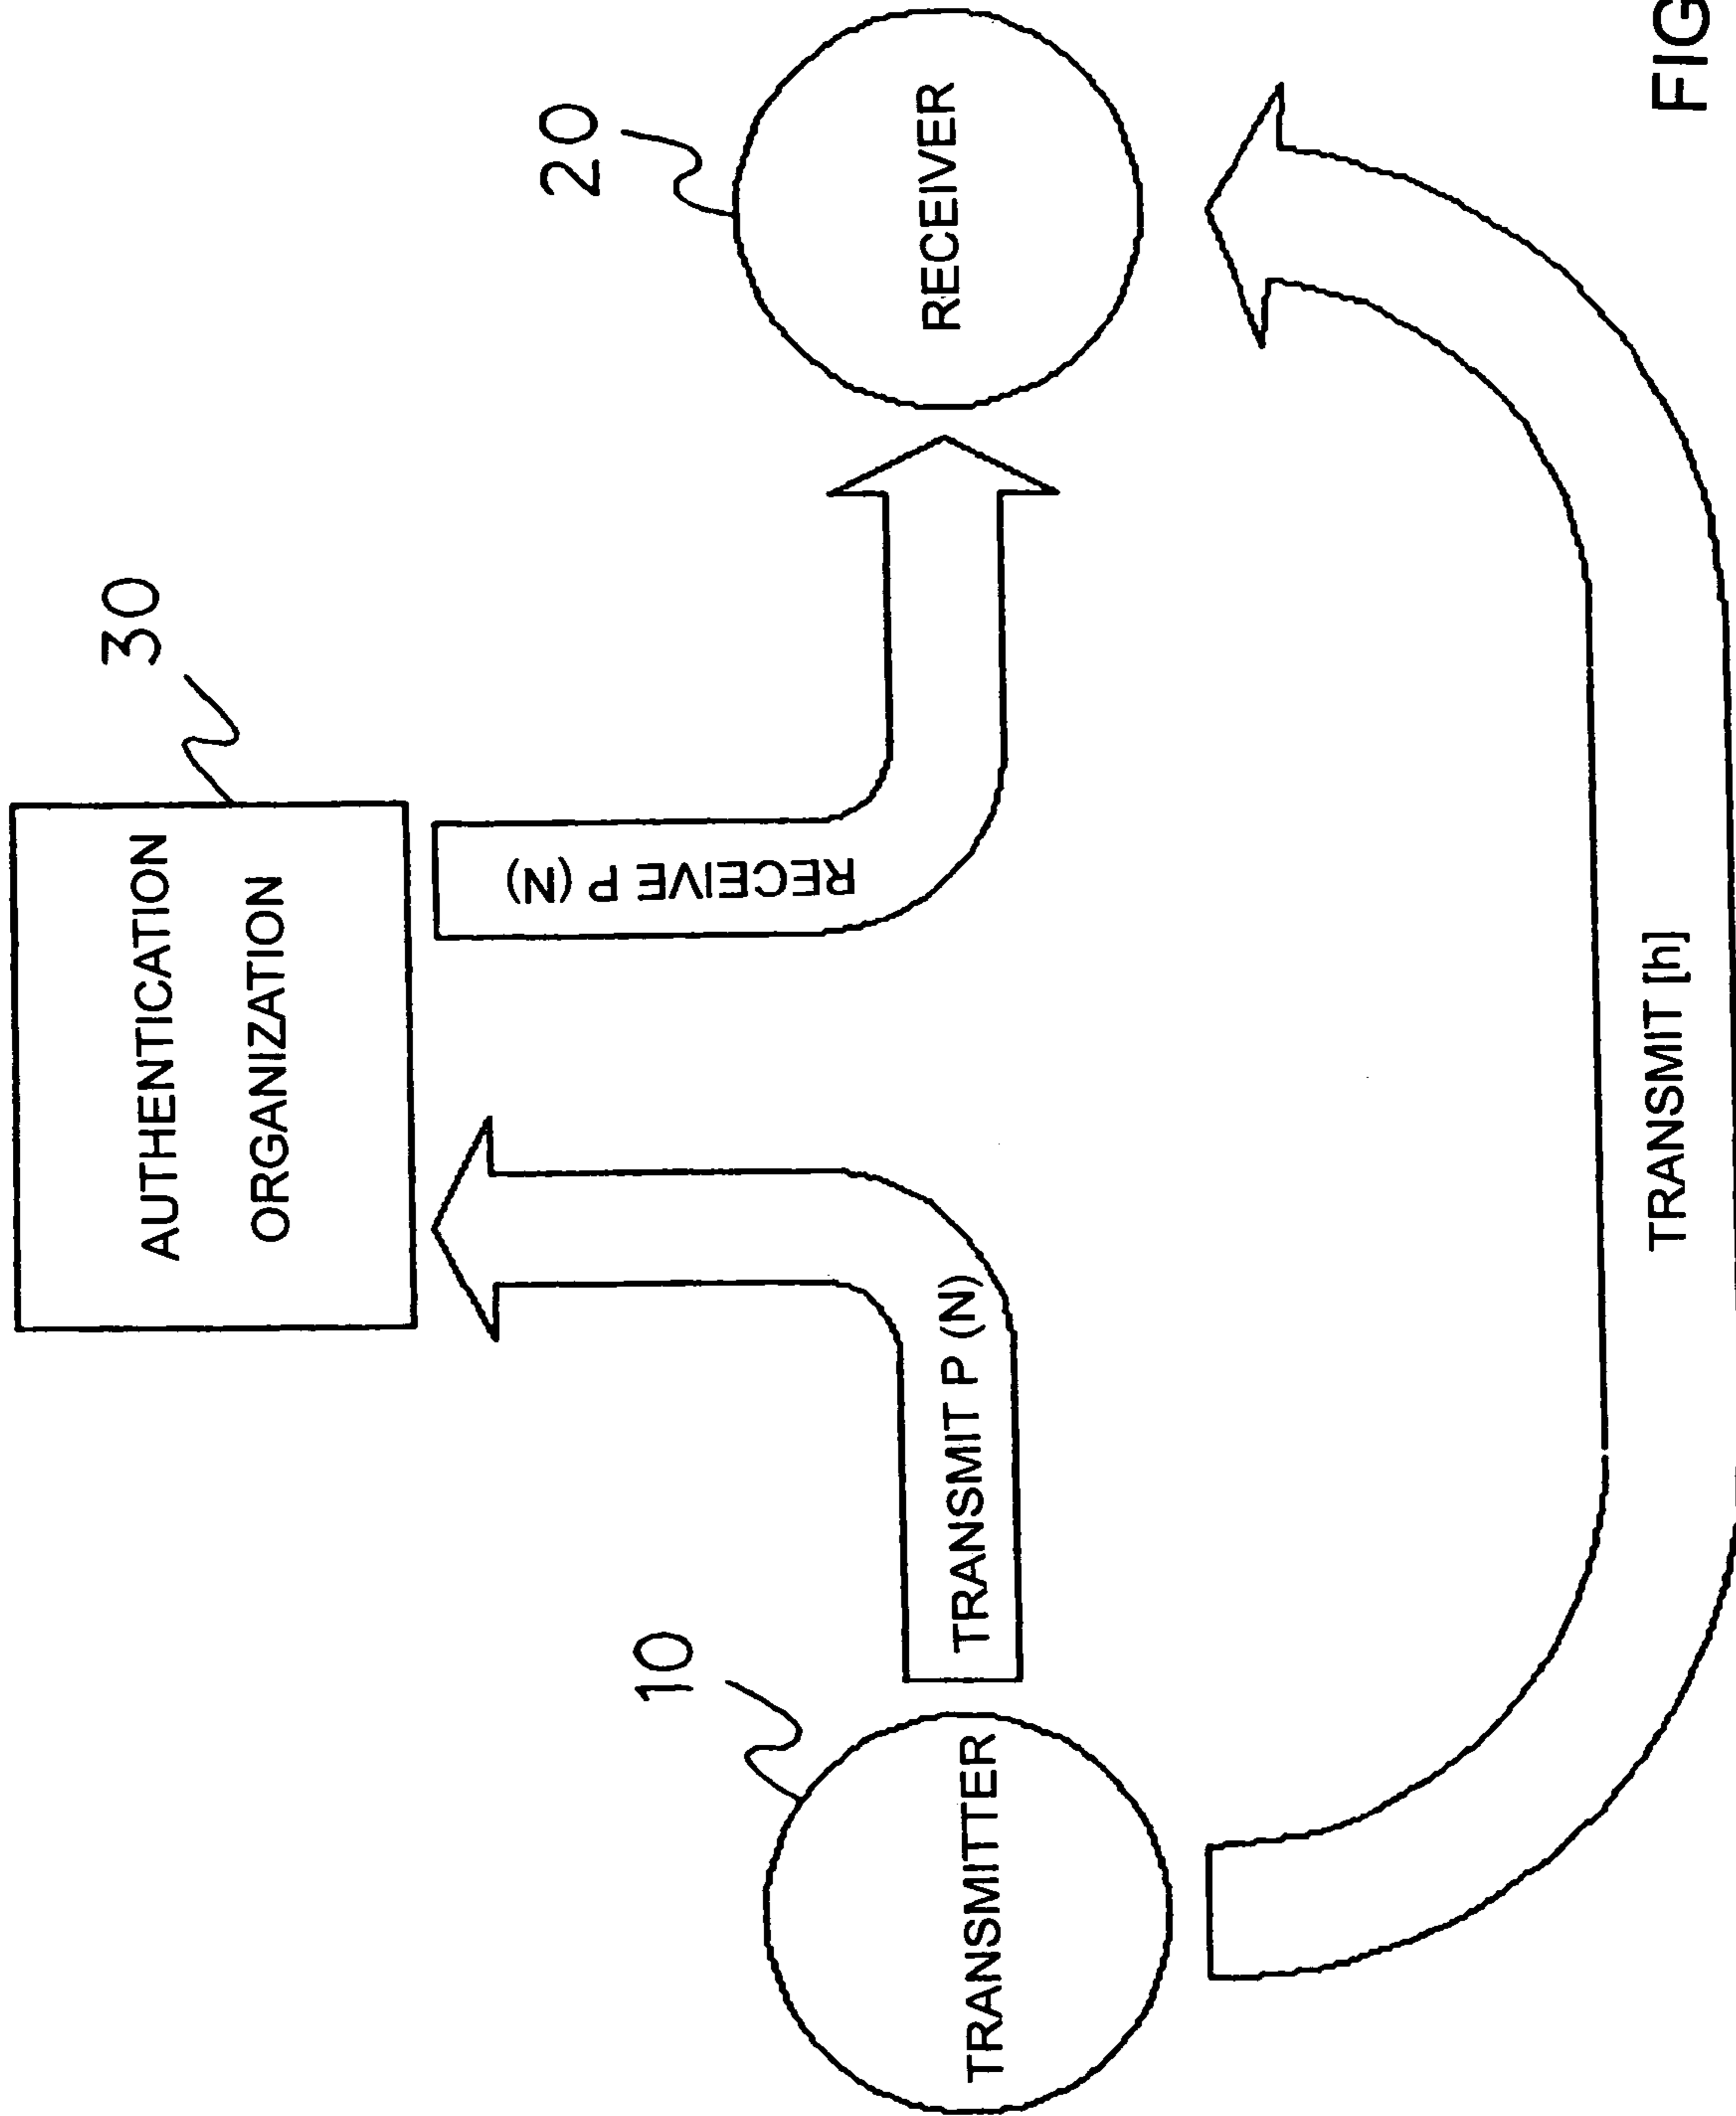 30
AUTHENTICATION
ORGANIZATION
20
10
RECEIVE P (N)
TRANSMITTER
TRANSMIT P (N)
RECEIVER
TRANSMIT [h]
FIG